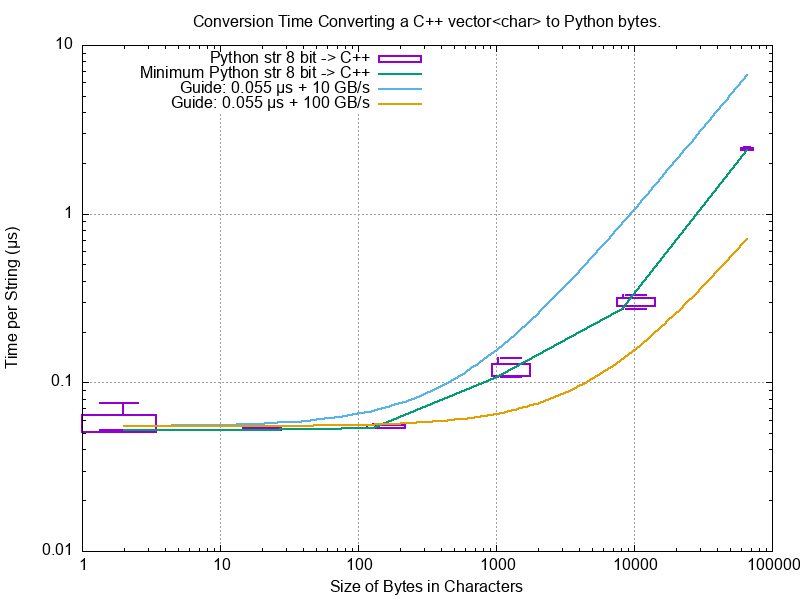 Conversion Time Converting a C++ vector<char> to Python bytes.
Python str 8 bit -> C++
Minimum Python str 8 bit -> C++
Guide: 0.055 µs + 10 GB/s
Guide: 0.055 µs + 100 GB/s
10
1
0.1
0.01
Time per String (µs)
1 10 100 1000 10000 100000
Size of Bytes in Characters